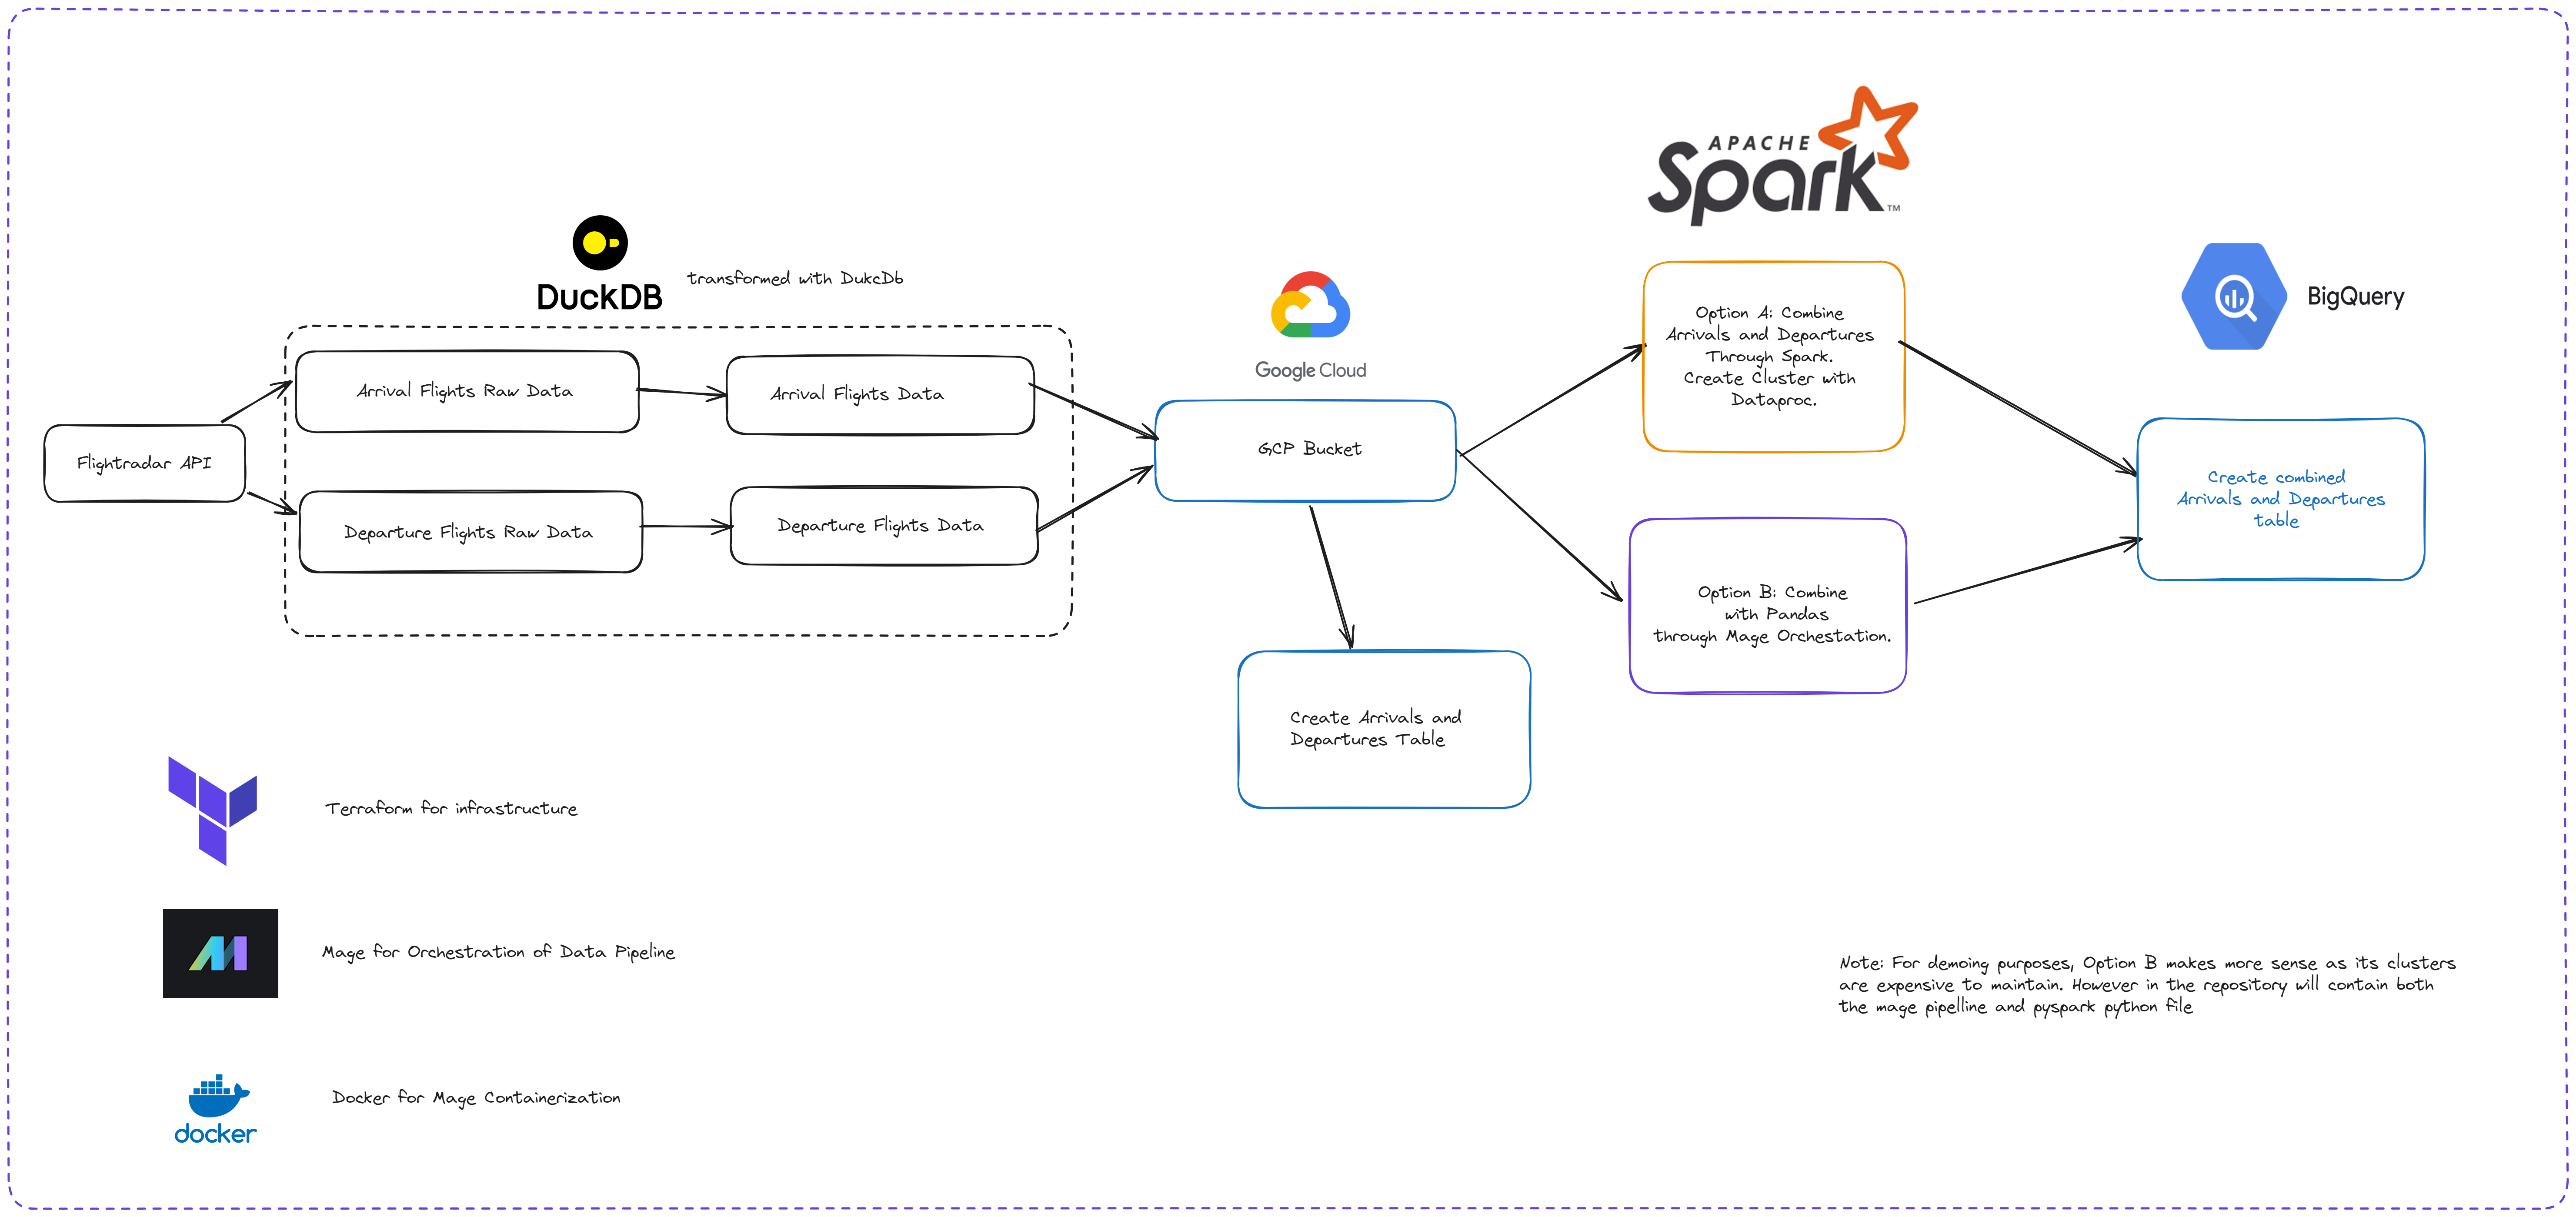 APACHE
Spark™
DuckDB
transformed with DukcDb
Google Cloud
BigQuery
Flightradar API
Arrival Flights Raw Data
Arrival Flights Data
Departure Flights Raw Data
Departure Flights Data
GCP Bucket
Option A: Combine
Arrivals and Departures
Through Spark.
Create Cluster with
Dataproc.
Option B: Combine
with Pandas
through Mage Orchestation.
Create combined
Arrivals and Departures
table
Create Arrivals and
Departures Table
Terraform for infrastructure
Mage for Orchestration of Data Pipeline
docker
Docker for Mage Containerization
Note: For demoing purposes, Option B makes more sense as its clusters
are expensive to maintain. However in the repository will contain both
the mage pipelline and pyspark python file